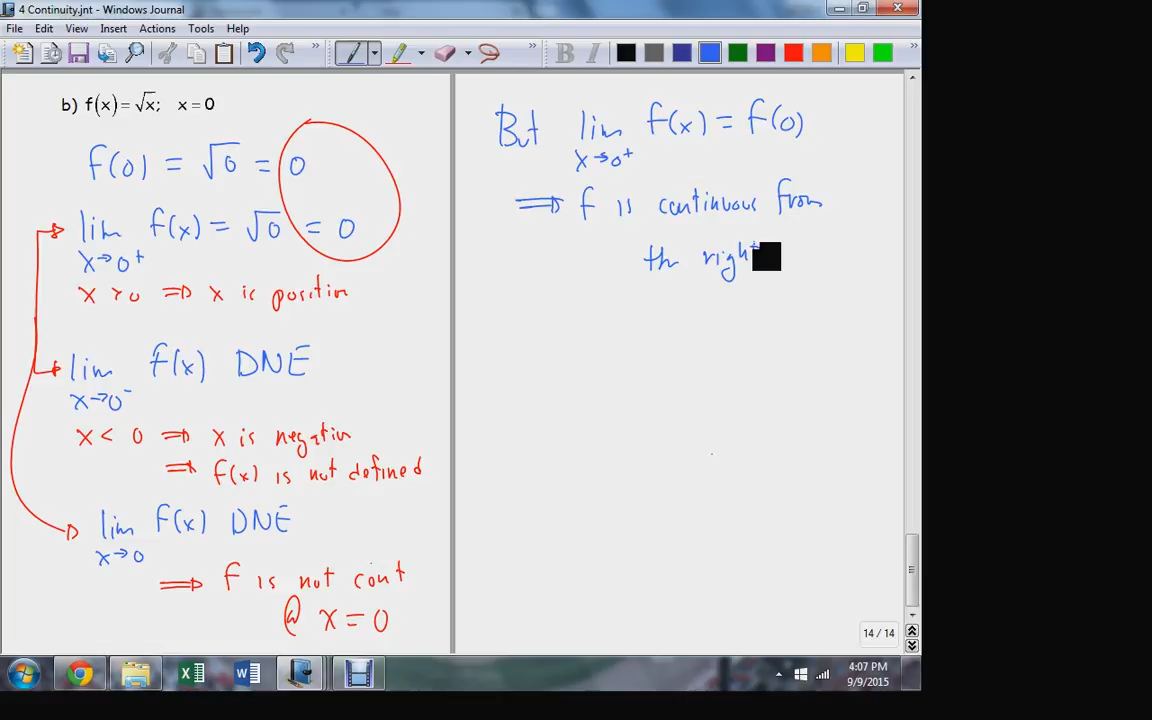 4 Continuity.jnt - Windows Journal
File Edit View Insert Actions Tools Help
b) f(x) = √x; x = 0
f(0) = √0 = 0
lim f(x) = √0 = 0
x→0⁺
x > 0 ⟹ x is positive
lim f(x) DNE
x→0⁻
x < 0 ⟹ x is negative
⟹ f(x) is not defined
lim f(x) DNE
x→0
⟹ f is not cont
@ x = 0
But lim f(x) = f(0)
x→0⁺
⟹ f is continuous from
the right
14 / 14
4:07 PM
9/9/2015